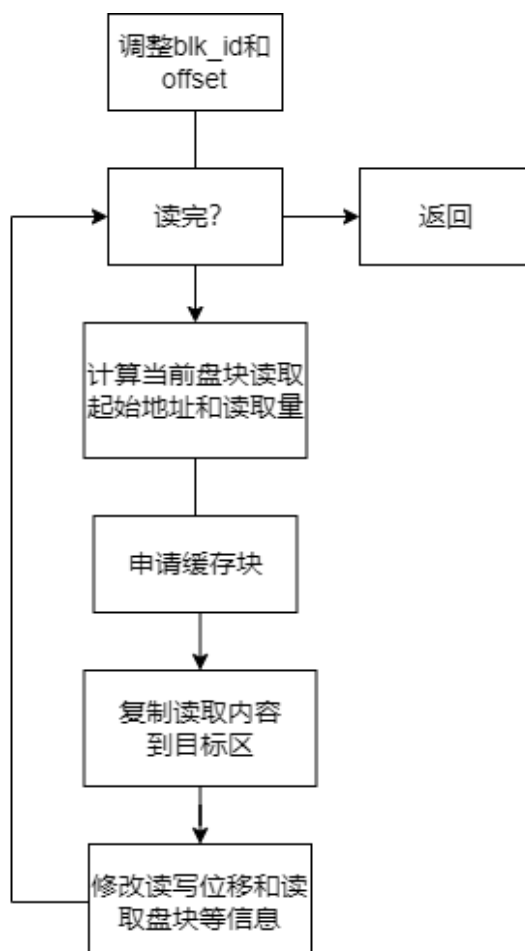 调整blk_id和
offset
读完?
返回
计算当前盘块读取
起始地址和读取量
申请缓存块
复制读取内容
到目标区
修改读写位移和读
取盘块等信息